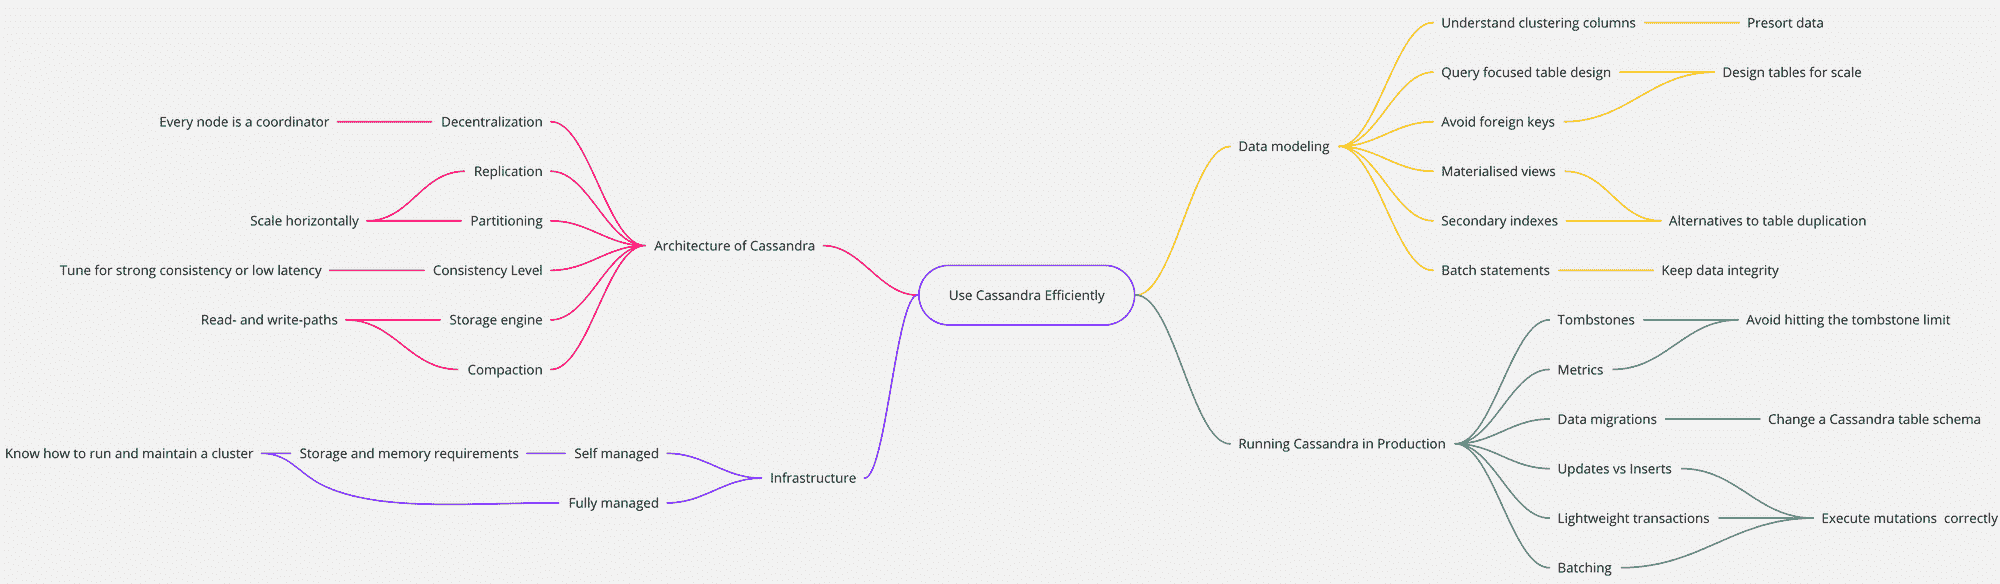 Use Cassandra Efficiently
Architecture of Cassandra
Decentralization
Every node is a coordinator
Replication
Partitioning
Scale horizontally
Consistency Level
Tune for strong consistency or low latency
Storage engine
Compaction
Read- and write-paths
Infrastructure
Self managed
Storage and memory requirements
Know how to run and maintain a cluster
Fully managed
Data modeling
Understand clustering columns
Presort data
Query focused table design
Avoid foreign keys
Design tables for scale
Materialised views
Secondary indexes
Alternatives to table duplication
Batch statements
Keep data integrity
Running Cassandra in Production
Tombstones
Metrics
Avoid hitting the tombstone limit
Data migrations
Change a Cassandra table schema
Updates vs Inserts
Lightweight transactions
Batching
Execute mutations  correctly